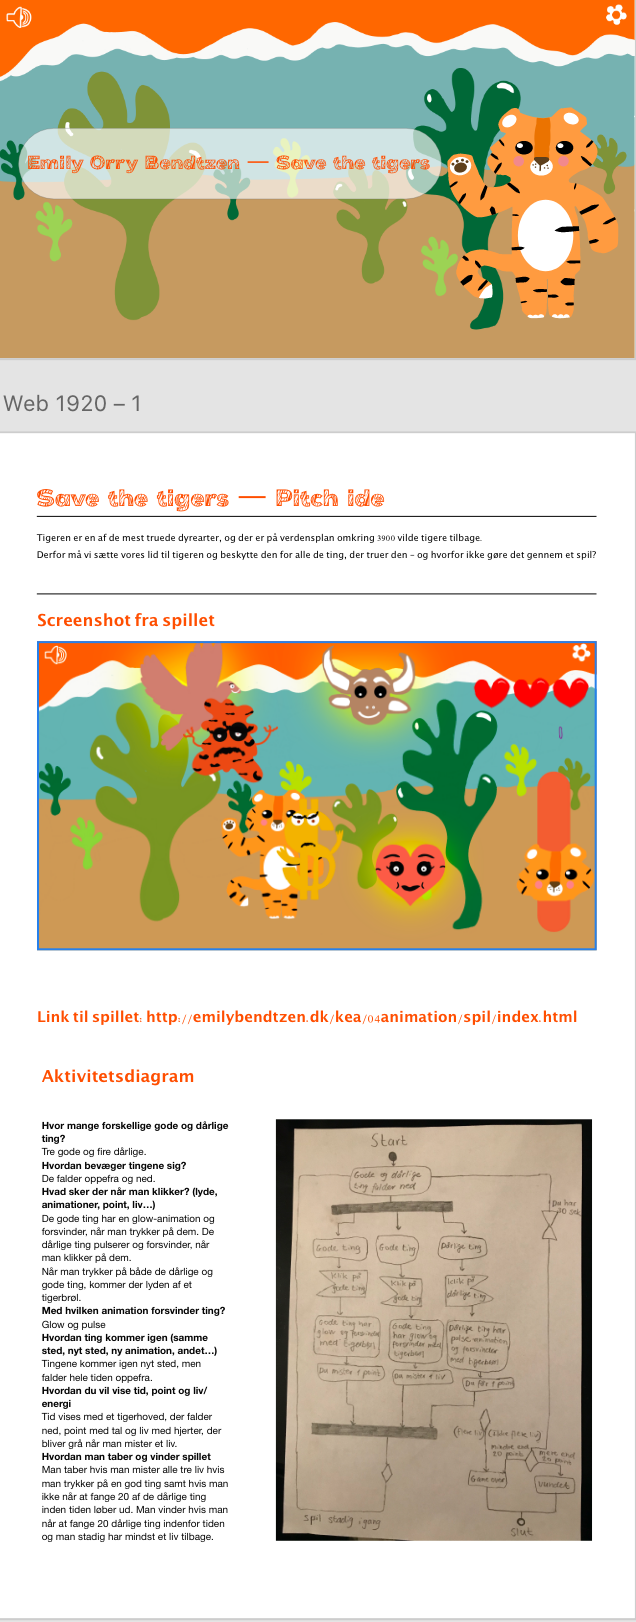 Emily Orry Bendtzen — Save the tigers
Web 1920 – 1
Save the tigers — Pitch ide
Tigeren er en af de mest truede dyrearter, og der er på verdensplan omkring 3900 vilde tigere tilbage.
Derfor må vi sætte vores lid til tigeren og beskytte den for alle de ting, der truer den – og hvorfor ikke gøre det gennem et spil?
Screenshot fra spillet
Link til spillet: http://emilybendtzen.dk/kea/04animation/spil/index.html
Aktivitetsdiagram
Hvor mange forskellige gode og dårlige
ting?
Tre gode og fire dårlige.
Hvordan bevæger tingene sig?
De falder oppefra og ned.
Hvad sker der når man klikker? (lyde,
animationer, point, liv...)
De gode ting har en glow-animation og
forsvinder, når man trykker på dem. De
dårlige ting pulserer og forsvinder, når
man klikker på dem.
Når man trykker på både de dårlige og
gode ting, kommer der lyden af et
tigerbrøl.
Med hvilken animation forsvinder ting?
Glow og pulse
Hvordan ting kommer igen (samme
sted, nyt sted, ny animation, andet...)
Tingene kommer igen nyt sted, men
falder hele tiden oppefra.
Hvordan du vil vise tid, point og liv/
energi
Tid vises med et tigerhoved, der falder
ned, point med tal og liv med hjerter, der
bliver grå når man mister et liv.
Hvordan man taber og vinder spillet
Man taber hvis man mister alle tre liv hvis
man trykker på en god ting samt hvis man
ikke når at fange 20 af de dårlige ting
inden tiden løber ud. Man vinder hvis man
når at fange 20 dårlige ting indenfor tiden
og man stadig har mindst et liv tilbage.
Start
Gode og dårlige
ting falder ned
Du har
30 sek
Gode ting
Gode ting
Dårlige ting
Klik på
gode ting
Klik på
gode ting
Klik på
dårlige ting
Gode ting har
glow og forsvinder
med tigerbrøl
Gode ting
har glow og
forsvinder med
tigerbrøl
Dårlige ting har
pulse animation
og forsvinder
med tigerbrøl
Du mister 1 point
Du mister 1 liv
Du får 1 point
(flere liv)
(ikke flere liv)
mindre end
20 point
mere end
20 point
Game over
Vundet
Spil stadig igang
Slut